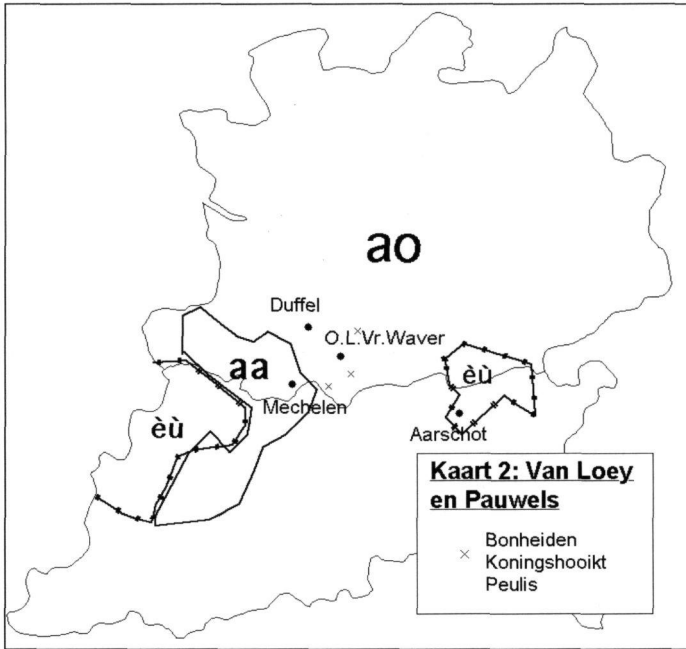 ao
Duffel
O.L.Vr.Waver
aa
Mechelen
èù
èù
Aarschot
Kaart 2: Van Loey
en Pauwels
Bonheiden
Koningshooikt
Peulis